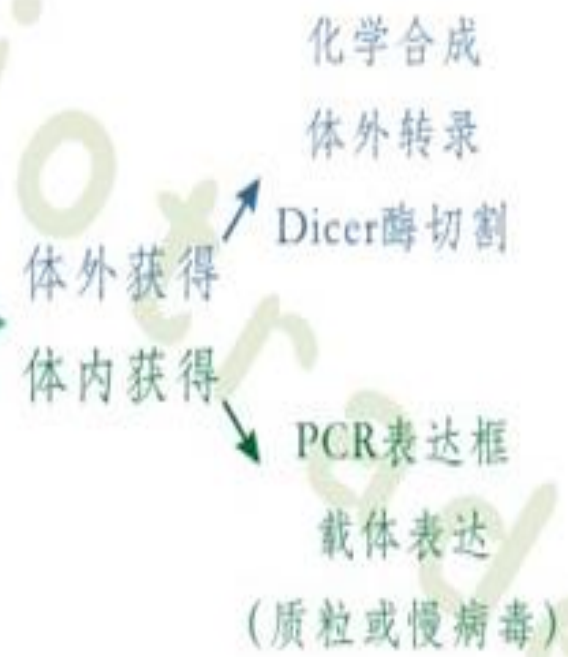 化学合成
体外转录
Dicer酶切割
体外获得
体内获得
PCR表达框
载体表达
(质粒或慢病毒)